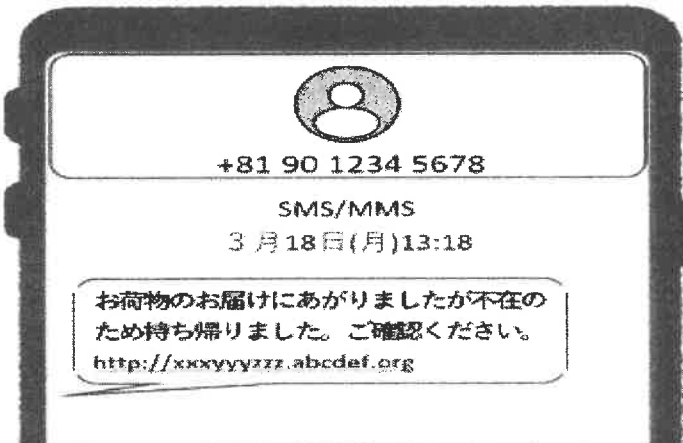 +81 90 1234 5678
SMS/MMS
3月18日(月)13:18
お荷物のお届けにあがりましたが不在の
ため持ち帰りました。ご確認ください。
http://xxxyyyzzz.abcdef.org